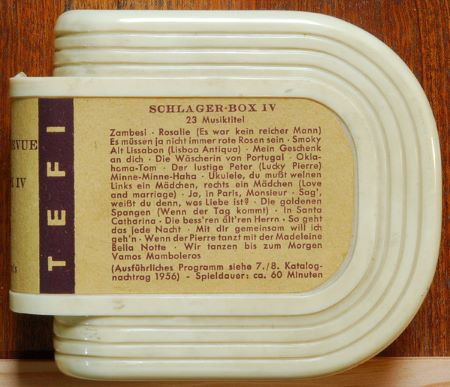 EVUE
IV
TEFI
SCHLAGER-BOX IV
23 Musiktitel
Zambesi · Rosalie (Es war kein reicher Mann)
Es müssen ja nicht immer rote Rosen sein · Smoky
Alt Lissabon (Lisboa Antigua) · Mein Geschenk
an dich · Die Wäscherin von Portugal · Okla-
homa-Tom · Der lustige Peter (Lucky Pierre)
Minne-Minne-Haha · Ukulele, du mußt weinen
Links ein Mädchen, rechts ein Mädchen (Love
and marriage) · Ja, in Paris, Monsieur · Sag',
weißt du denn, was Liebe ist? · Die goldenen
Spangen (Wenn der Tag kommt) · In Santa
Catharina · Die bess'ren ält'ren Herrn · So geht
das jede Nacht · Mit dir gemeinsam will ich
geh'n · Wenn der Pierre tanzt mit der Madeleine
Bella Notte · Wir tanzen bis zum Morgen
Vamos Mamboleros
(Ausführliches Programm siehe 7./8. Katalog-
nachtrag 1956) - Spieldauer: ca. 60 Minuten